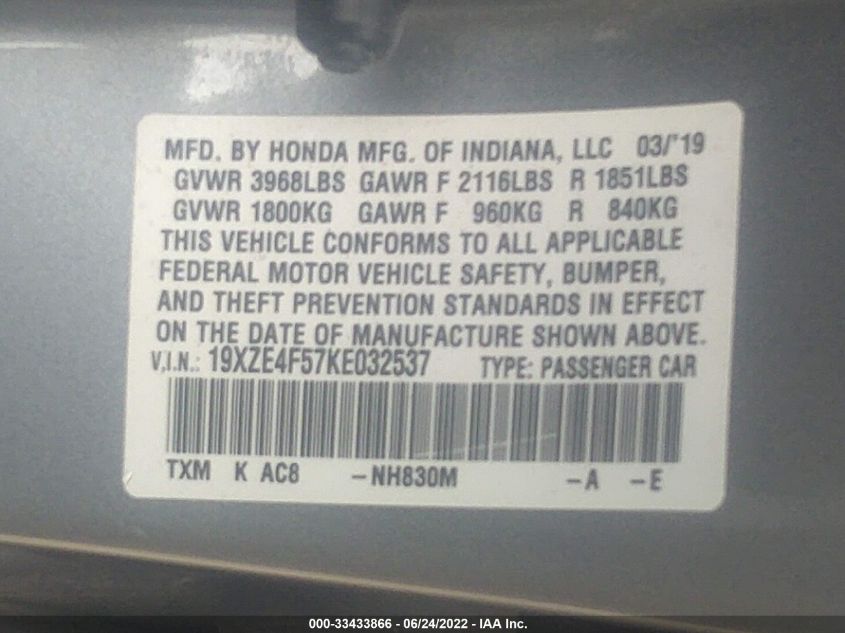 MFD. BY HONDA MFG. OF INDIANA, LLC 03/'19
GVWR 3968LBS GAWR F 2116LBS R 1851LBS
GVWR 1800KG GAWR F 960KG R 840KG
THIS VEHICLE CONFORMS TO ALL APPLICABLE
FEDERAL MOTOR VEHICLE SAFETY, BUMPER,
AND THEFT PREVENTION STANDARDS IN EFFECT
ON THE DATE OF MANUFACTURE SHOWN ABOVE.
V.I.N.: 19XZE4F57KE032537 TYPE: PASSENGER CAR
TXM K AC8 -NH830M -A -E
000-33433866 - 06/24/2022 - IAA Inc.